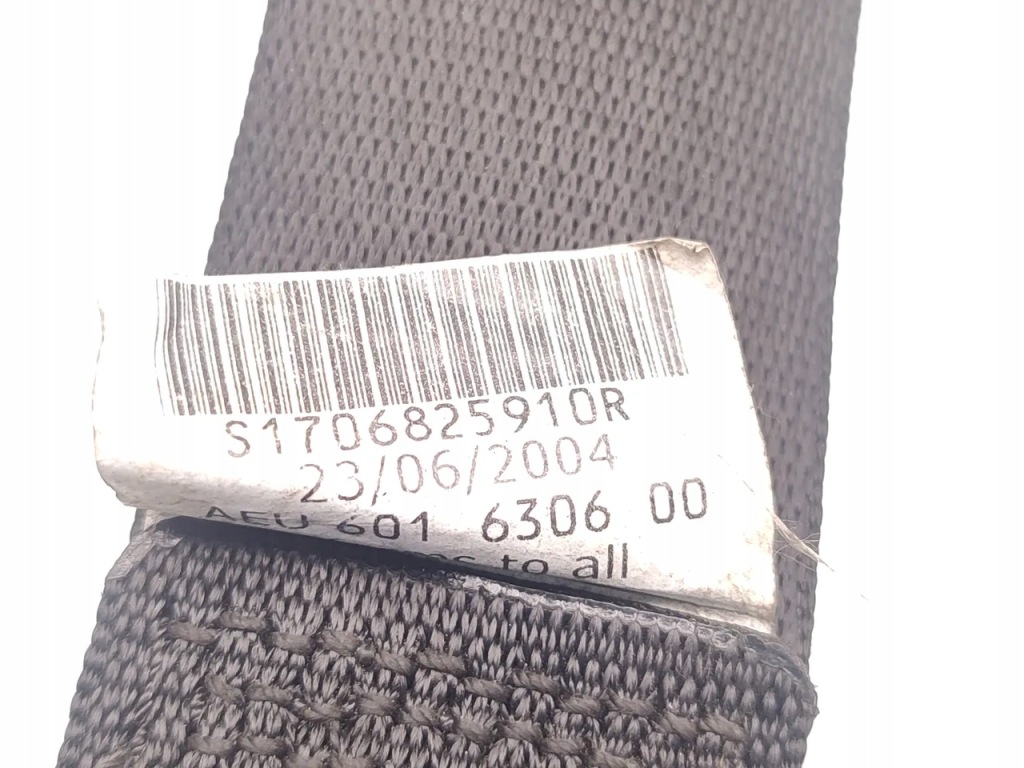 S1706825910R
23/06/2004
AEU 601 6306 00
to all